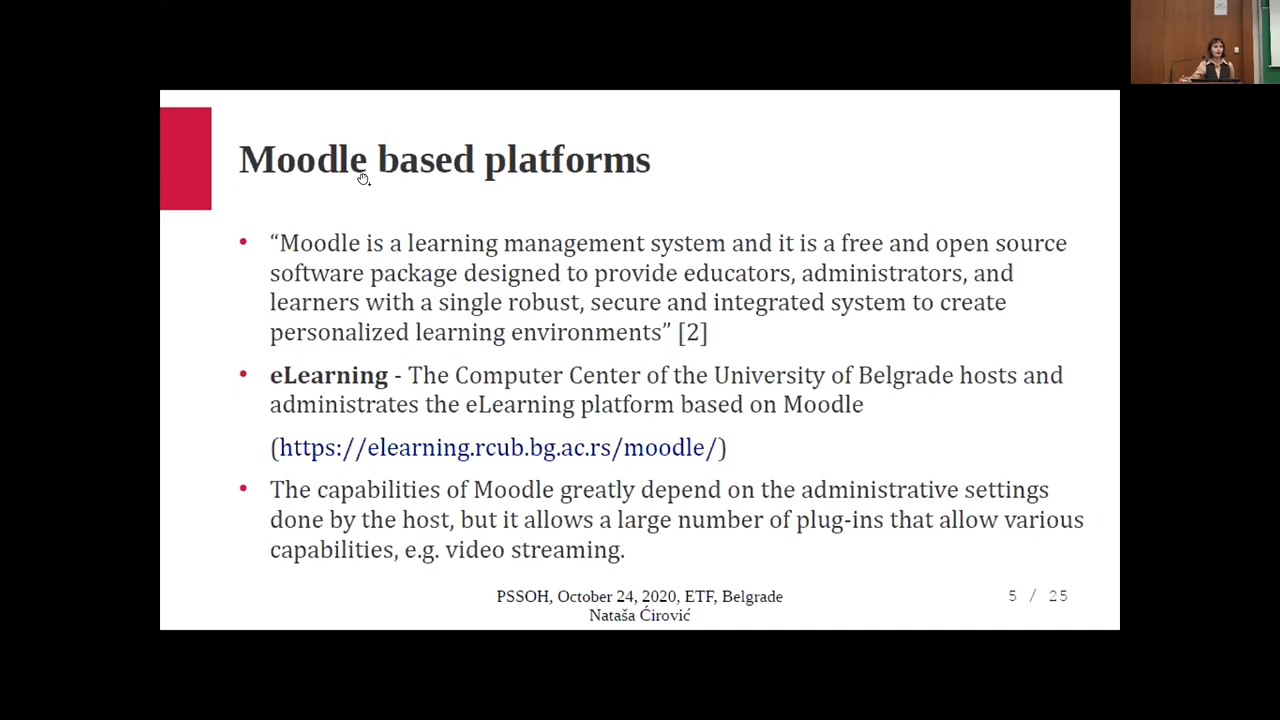 Moodle based platforms
• “Moodle is a learning management system and it is a free and open source
software package designed to provide educators, administrators, and
learners with a single robust, secure and integrated system to create
personalized learning environments” [2]
• eLearning - The Computer Center of the University of Belgrade hosts and
administrates the eLearning platform based on Moodle
(https://elearning.rcub.bg.ac.rs/moodle/)
• The capabilities of Moodle greatly depend on the administrative settings
done by the host, but it allows a large number of plug-ins that allow various
capabilities, e.g. video streaming.
PSSOH, October 24, 2020, ETF, Belgrade
Nataša Ćirović
5 / 25